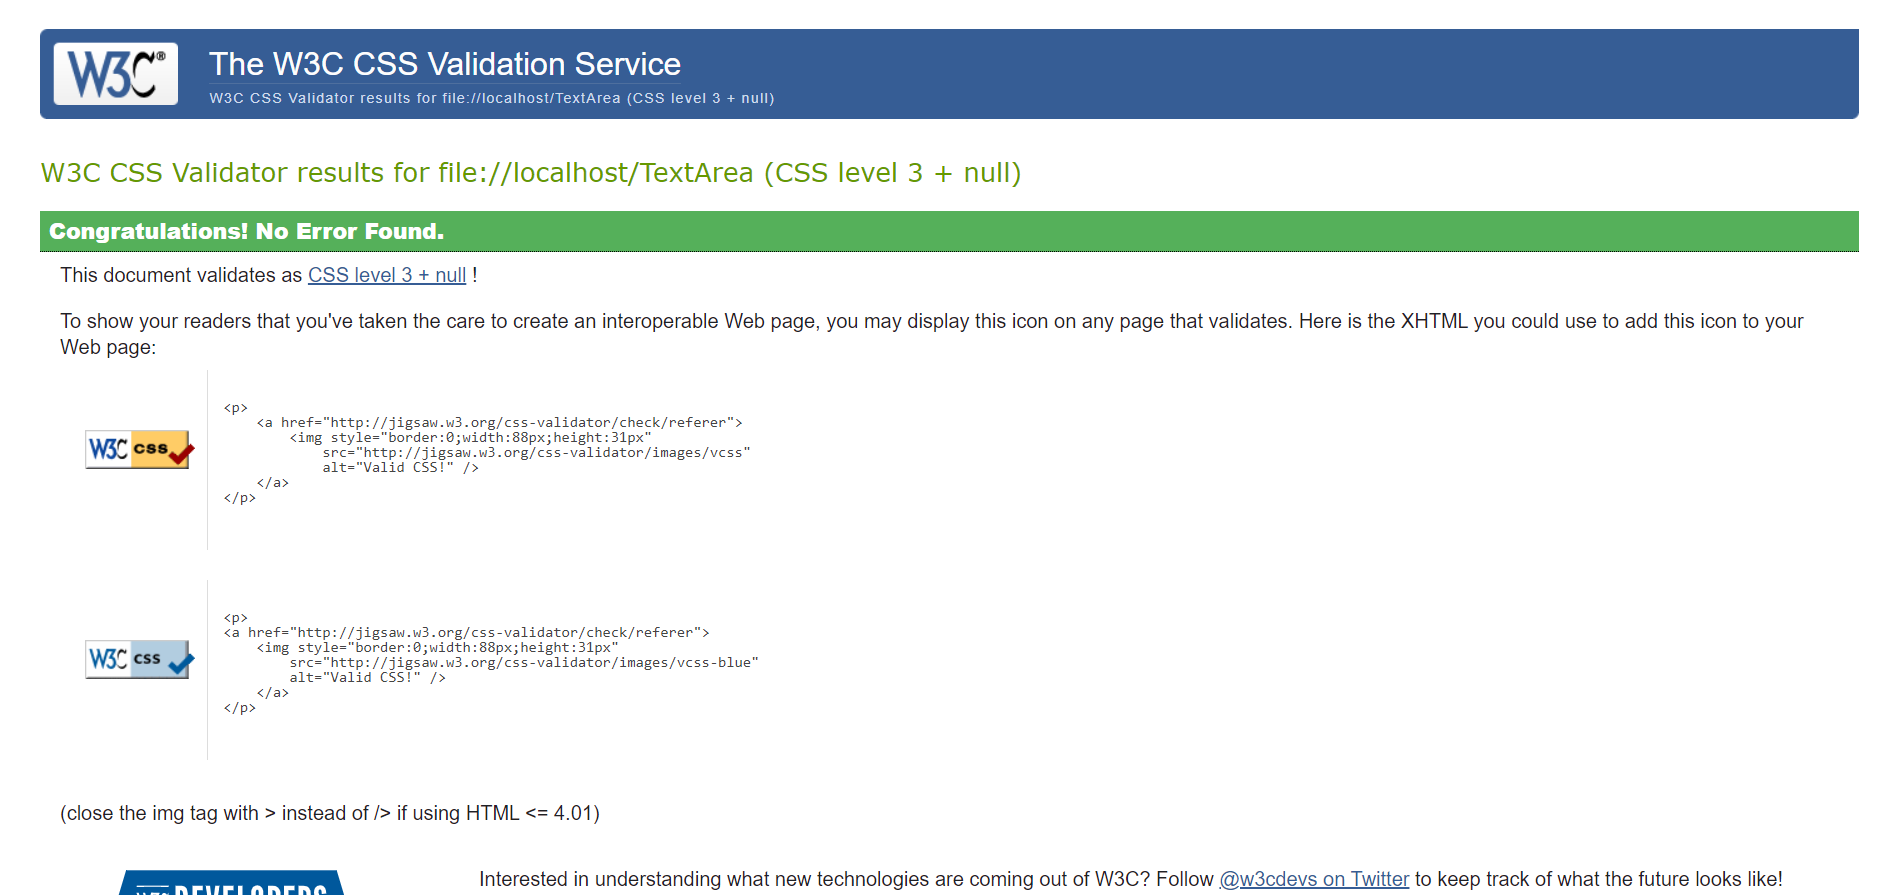 W3C®
The W3C CSS Validation Service
W3C CSS Validator results for file://localhost/TextArea (CSS level 3 + null)
W3C CSS Validator results for file://localhost/TextArea (CSS level 3 + null)
Congratulations! No Error Found.
This document validates as CSS level 3 + null !
To show your readers that you've taken the care to create an interoperable Web page, you may display this icon on any page that validates. Here is the XHTML you could use to add this icon to your
Web page:
W3C css
<p>
    <a href="http://jigsaw.w3.org/css-validator/check/referer">
        <img style="border:0;width:88px;height:31px"
            src="http://jigsaw.w3.org/css-validator/images/vcss"
            alt="Valid CSS!" />
    </a>
</p>
W3C css
<p>
<a href="http://jigsaw.w3.org/css-validator/check/referer">
    <img style="border:0;width:88px;height:31px"
        src="http://jigsaw.w3.org/css-validator/images/vcss-blue"
        alt="Valid CSS!" />
    </a>
</p>
(close the img tag with > instead of /> if using HTML <= 4.01)
Interested in understanding what new technologies are coming out of W3C? Follow @w3cdevs on Twitter to keep track of what the future looks like!
DEVELOPERS